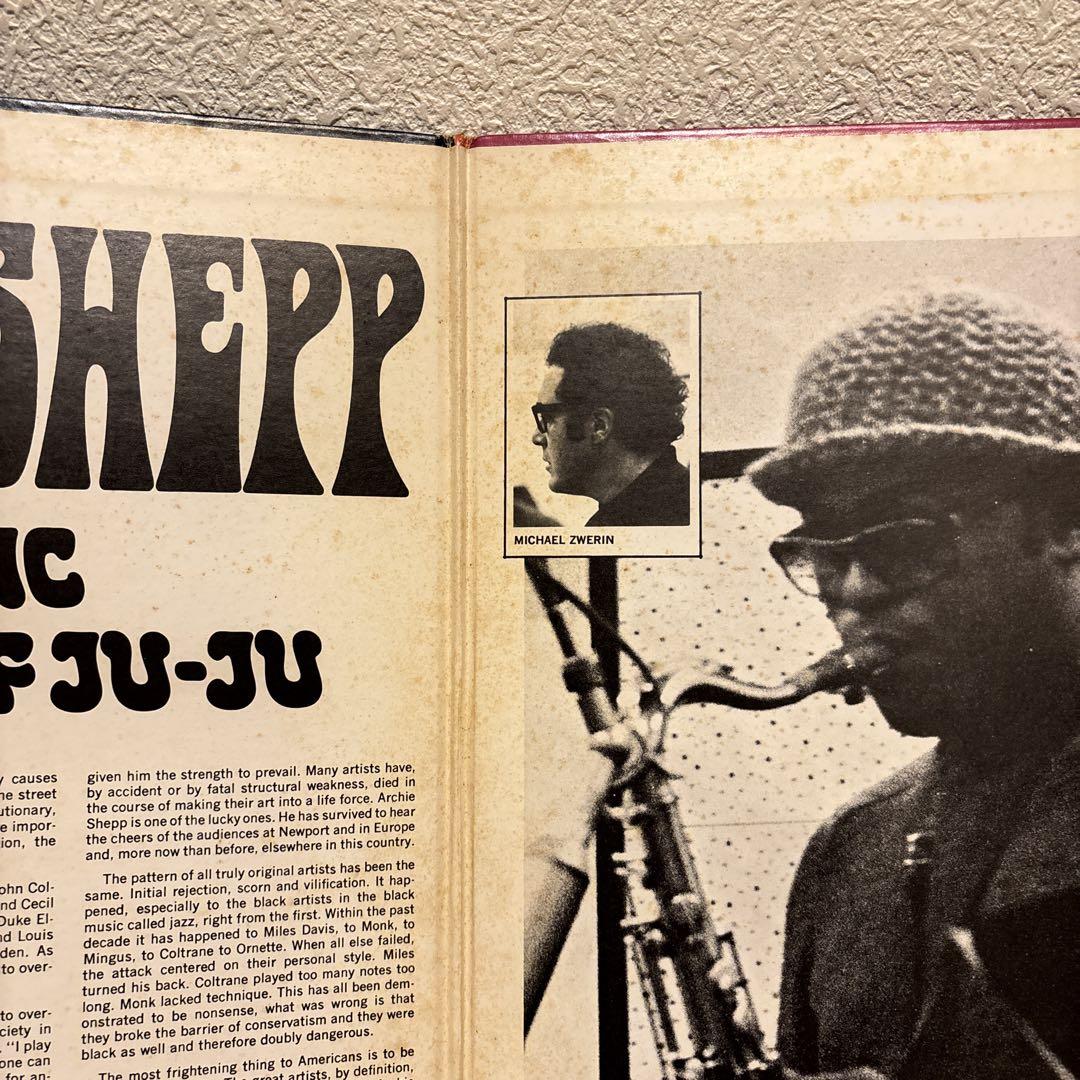 SHEPP
IC
F JU-JU
causes
he street
utionary,
e impor-
ion, the
ohn Col-
nd Cecil
Duke El-
nd Louis
den. As
to over-
to over-
ciety in
"I play
one can
for an-
given him the strength to prevail. Many artists have,
by accident or by fatal structural weakness, died in
the course of making their art into a life force. Archie
Shepp is one of the lucky ones. He has survived to hear
the cheers of the audiences at Newport and in Europe
and, more now than before, elsewhere in this country.
The pattern of all truly original artists has been the
same. Initial rejection, scorn and vilification. It hap-
pened, especially to the black artists in the black
music called jazz, right from the first. Within the past
decade it has happened to Miles Davis, to Monk, to
Mingus, to Coltrane to Ornette. When all else failed,
the attack centered on their personal style. Miles
turned his back. Coltrane played too many notes too
long. Monk lacked technique. This has all been dem-
onstrated to be nonsense, what was wrong is that
they broke the barrier of conservatism and they were
black as well and therefore doubly dangerous.
The most frightening thing to Americans is to be
The great artists, by definition,
MICHAEL ZWERIN